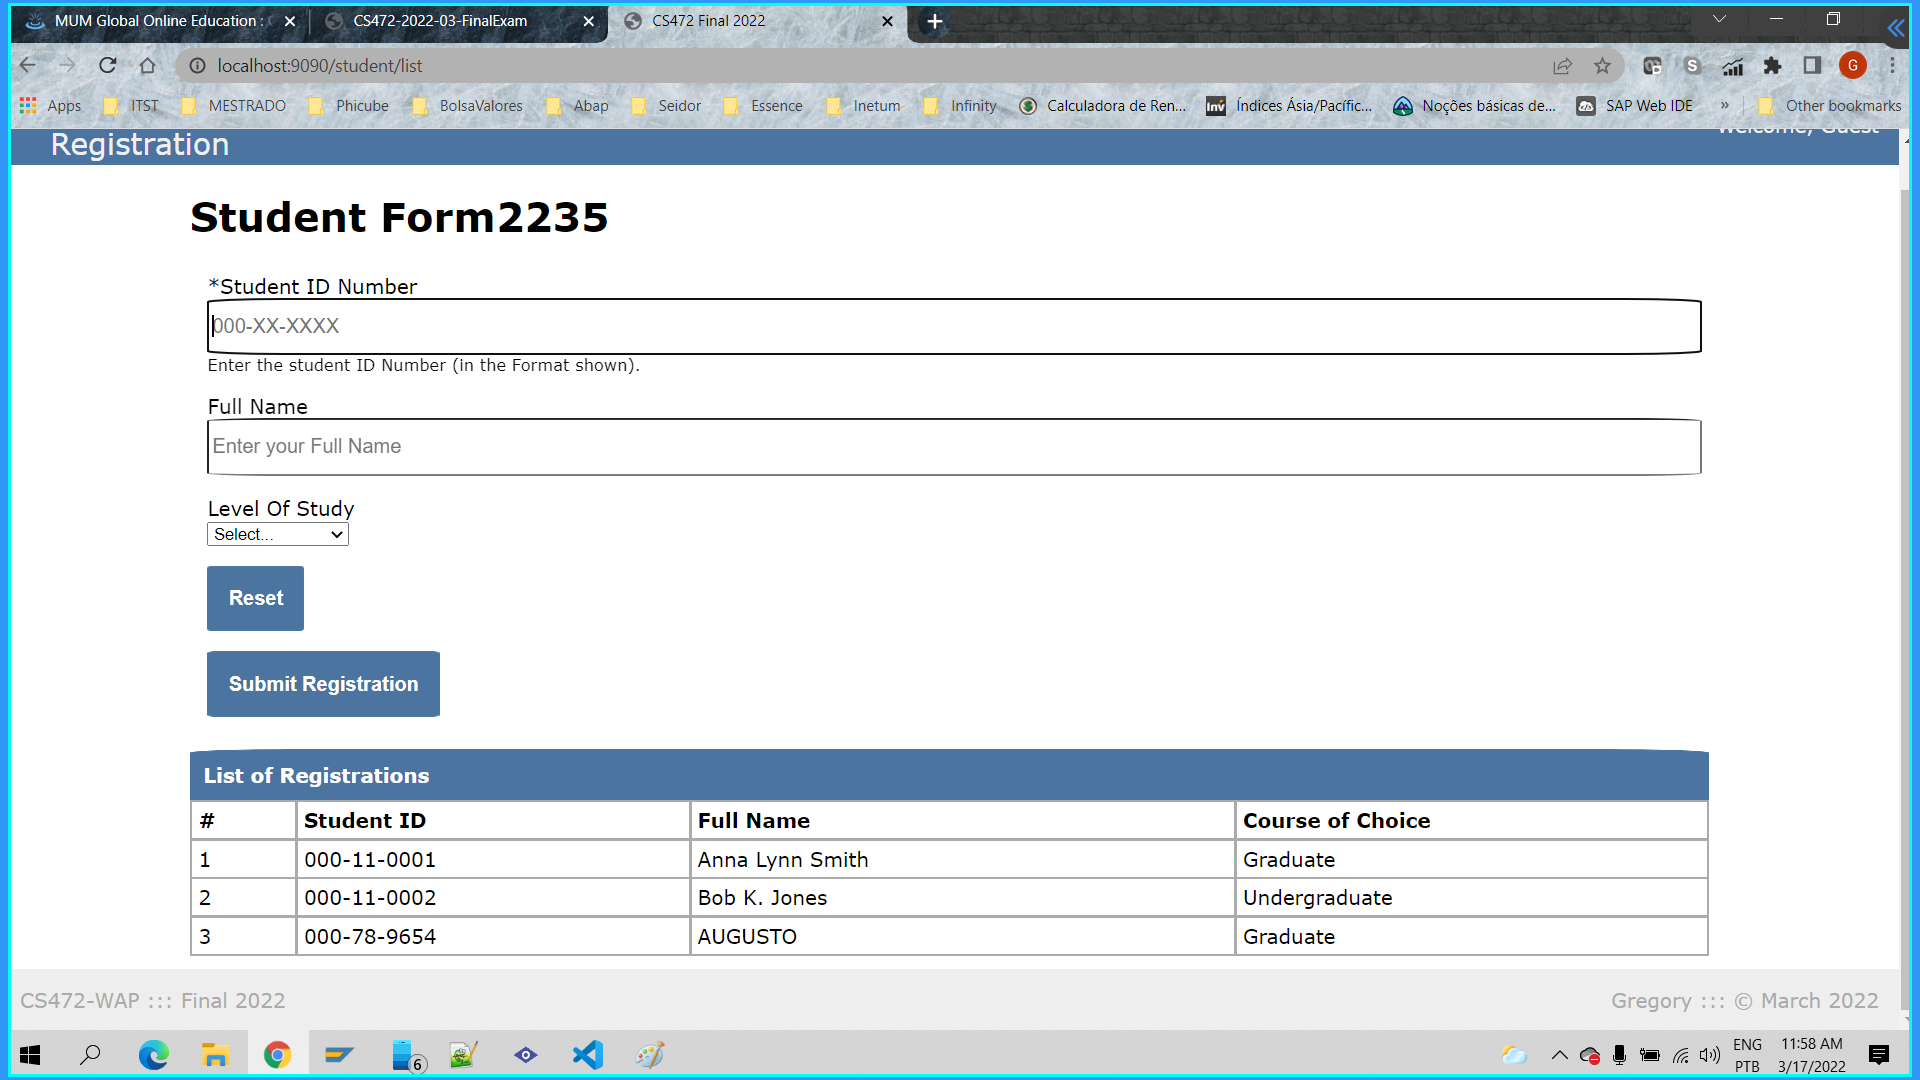 MUM Global Online Education :
CS472-2022-03-FinalExam
CS472 Final 2022
localhost:9090/student/list
S
G
Apps
ITST
MESTRADO
Phicube
BolsaValores
Abap
Seidor
Essence
Inetum
Infinity
Calculadora de Ren...
Inv
Índices Ásia/Pacífic...
Noções básicas de...
SAP Web IDE
»
Other bookmarks
Registration
Welcome, Guest
Student Form2235
*Student ID Number
000-XX-XXXX
Enter the student ID Number (in the Format shown).
Full Name
Enter your Full Name
Level Of Study
Select...
Reset
Submit Registration
List of Registrations
# Student ID Full Name Course of Choice
1 000-11-0001 Anna Lynn Smith Graduate
2 000-11-0002 Bob K. Jones Undergraduate
3 000-78-9654 AUGUSTO Graduate
CS472-WAP ::: Final 2022
Gregory ::: © March 2022
6
ENG
PTB
11:58 AM
3/17/2022